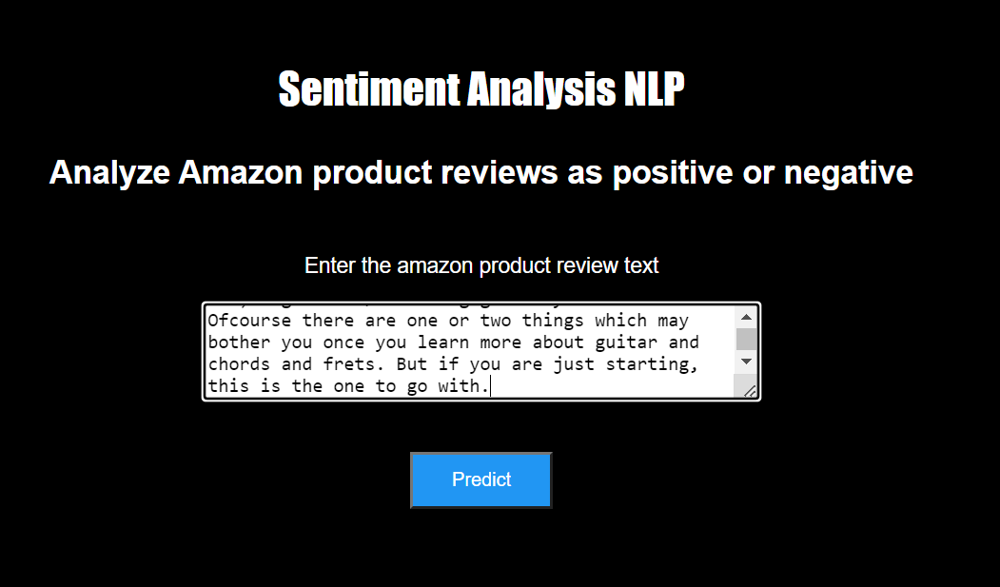 Sentiment Analysis NLP
Analyze Amazon product reviews as positive or negative
Enter the amazon product review text
Ofcourse there are one or two things which may
bother you once you learn more about guitar and
chords and frets. But if you are just starting,
this is the one to go with.
Predict